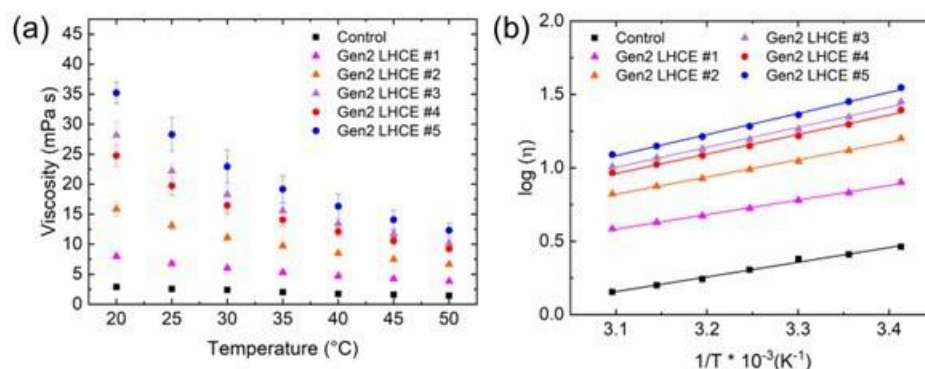 (a)
45
40
35
30
25
20
15
10
5
0
Viscosity (mPa s)
Control
Gen2 LHCE #1
Gen2 LHCE #2
Gen2 LHCE #3
Gen2 LHCE #4
Gen2 LHCE #5
20 25 30 35 40 45 50
Temperature (°C)
(b)
2.0
1.5
1.0
0.5
0.0
log (η)
Control
Gen2 LHCE #1
Gen2 LHCE #2
Gen2 LHCE #3
Gen2 LHCE #4
Gen2 LHCE #5
3.1 3.2 3.3 3.4
1/T * 10⁻³(K⁻¹)